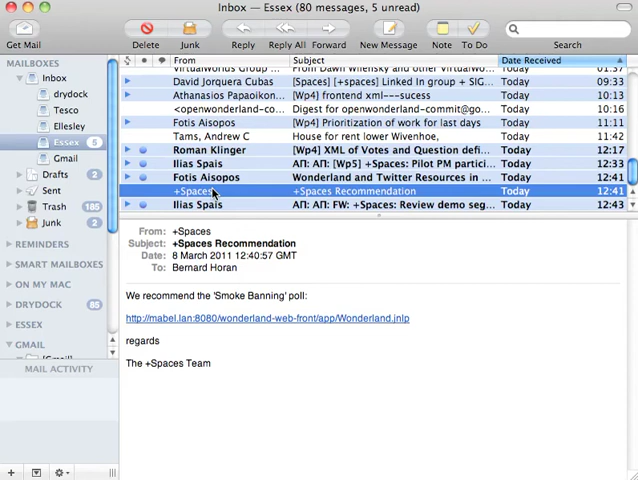 Inbox — Essex (80 messages, 5 unread)
Get Mail
Delete
Junk
Reply
Reply All
Forward
New Message
Note
To Do
Search
MAILBOXES
Inbox
drydock
Tesco
Ellesley
Essex 5
Gmail
Drafts 2
Sent
Trash 185
Junk 2
REMINDERS
SMART MAILBOXES
ON MY MAC
DRYDOCK 85
ESSEX
GMAIL
[Gmail]
MAIL ACTIVITY
From Subject Date Received
Today 01:37
David Jorquera Cubas [Spaces] [+spaces] Linked In group + SIG... Today 09:33
Athanasios Papaoikon... [Wp4] frontend xml---sucess Today 10:13
<openwonderland-co... Digest for openwonderland-commit@go... Today 10:16
Fotis Aisopos [Wp4] Prioritization of work for last days Today 11:11
Tams, Andrew C House for rent lower Wivenhoe, Today 11:42
Roman Klinger [Wp4] XML of Votes and Question defi... Today 12:17
Ilias Spais ΑΠ: ΑΠ: [Wp5] +Spaces: Pilot PM partici... Today 12:33
Fotis Aisopos Wonderland and Twitter Resources in ... Today 12:41
+Spaces +Spaces Recommendation Today 12:41
Ilias Spais ΑΠ: ΑΠ: FW: +Spaces: Review demo seg... Today 12:43
From: +Spaces
Subject: +Spaces Recommendation
Date: 8 March 2011 12:40:57 GMT
To: Bernard Horan
We recommend the 'Smoke Banning' poll:
http://mabel.lan:8080/wonderland-web-front/app/Wonderland.jnlp
regards
The +Spaces Team